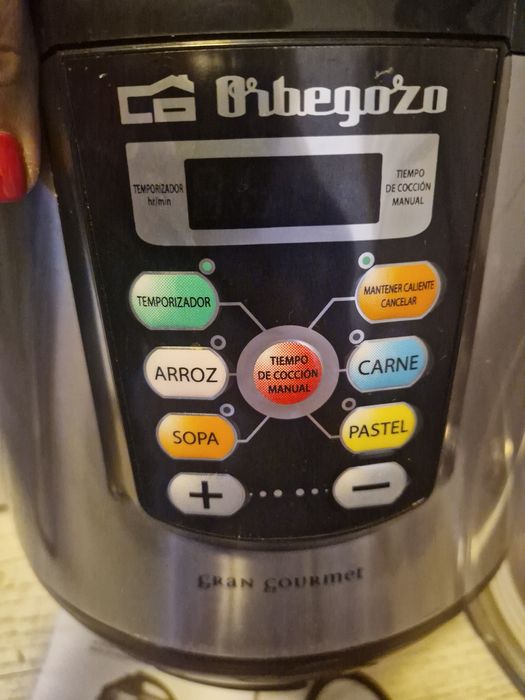 Orbegozo
TEMPORIZADOR
hr/min
TIEMPO
DE COCCIÓN
MANUAL
TEMPORIZADOR
MANTENER CALIENTE
CANCELAR
ARROZ
TIEMPO
DE COCCIÓN
MANUAL
CARNE
SOPA
PASTEL
+
-
GRAN GOURMET